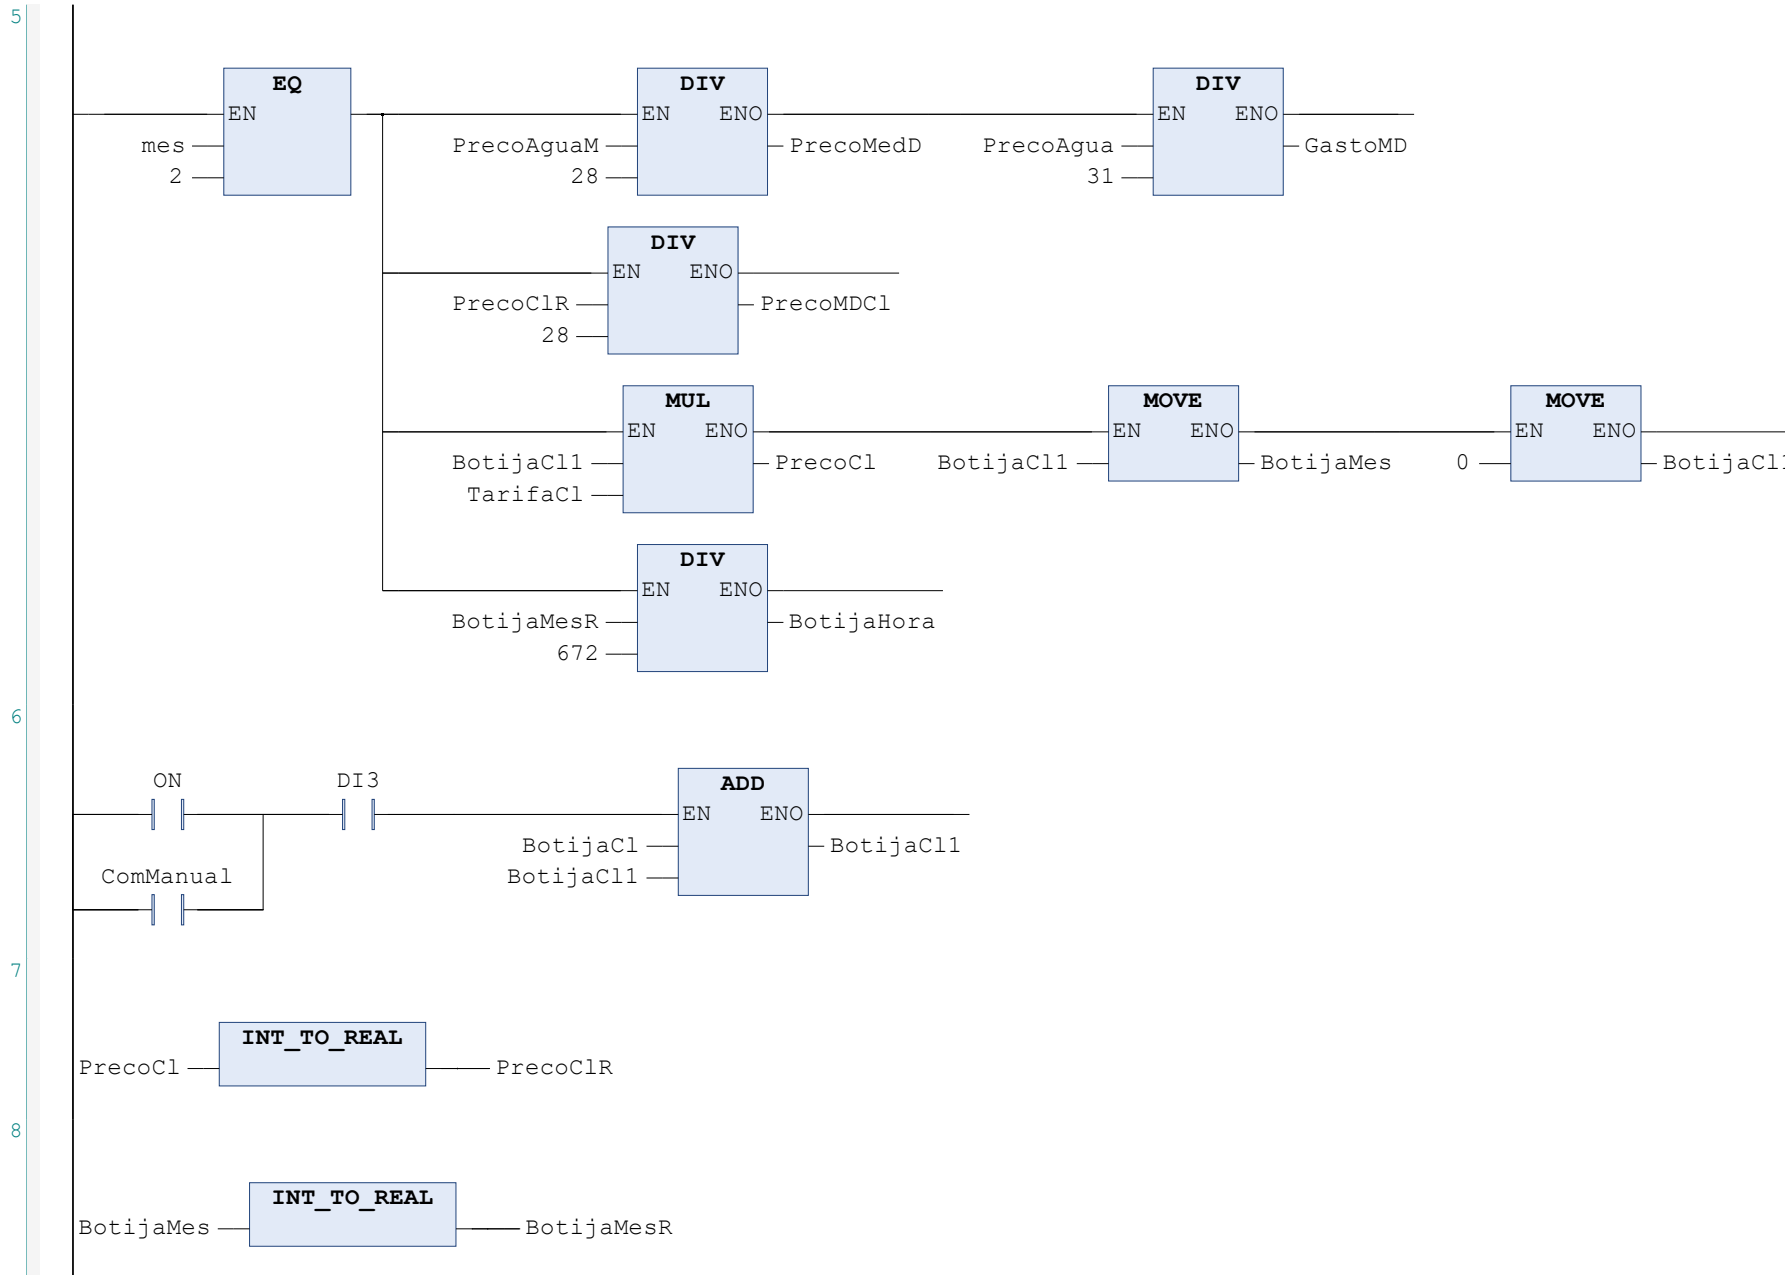 5
EQ DIV DIV
EN EN ENO EN ENO
mes PrecoAguaM PrecoMedD PrecoAgua GastoMD
2 28 31
DIV
EN ENO
PrecoClR PrecoMDCl
28
MUL MOVE MOVE
EN ENO EN ENO EN ENO
BotijaCl1 PrecoCl BotijaCl1 BotijaMes 0 BotijaCl1
TarifaCl
DIV
EN ENO
BotijaMesR BotijaHora
672
6
ON DI3 ADD
EN ENO
BotijaCl BotijaCl1
ComManual BotijaCl1
7
INT_TO_REAL
PrecoCl PrecoClR
8
INT_TO_REAL
BotijaMes BotijaMesR